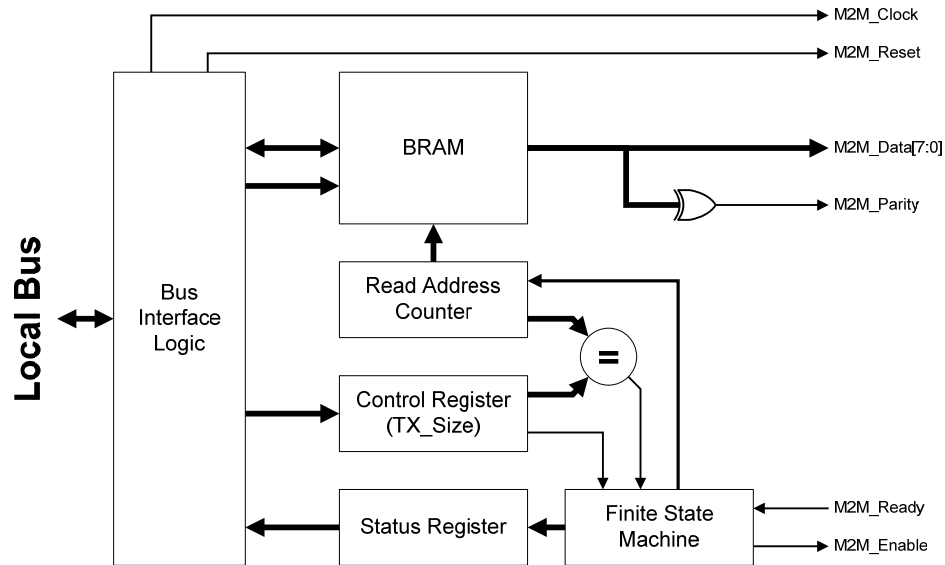 M2M_Clock
M2M_Reset
BRAM
M2M_Data[7:0]
M2M_Parity
Local Bus
Bus
Interface
Logic
Read Address
Counter
=
Control Register
(TX_Size)
Status Register
Finite State
Machine
M2M_Ready
M2M_Enable